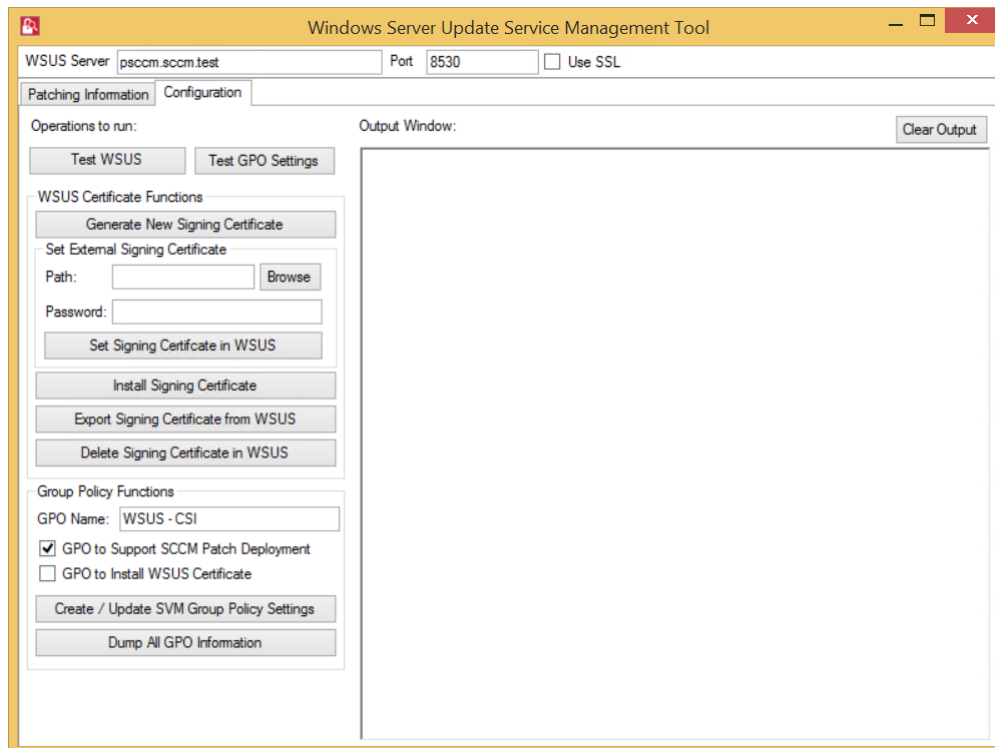 Windows Server Update Service Management Tool
WSUS Server psccm.sccm.test Port 8530 Use SSL
Patching Information Configuration
Operations to run: Output Window: Clear Output
Test WSUS Test GPO Settings
WSUS Certificate Functions
Generate New Signing Certificate
Set External Signing Certificate
Path: Browse
Password:
Set Signing Certifcate in WSUS
Install Signing Certificate
Export Signing Certificate from WSUS
Delete Signing Certificate in WSUS
Group Policy Functions
GPO Name: WSUS - CSI
GPO to Support SCCM Patch Deployment
GPO to Install WSUS Certificate
Create / Update SVM Group Policy Settings
Dump All GPO Information